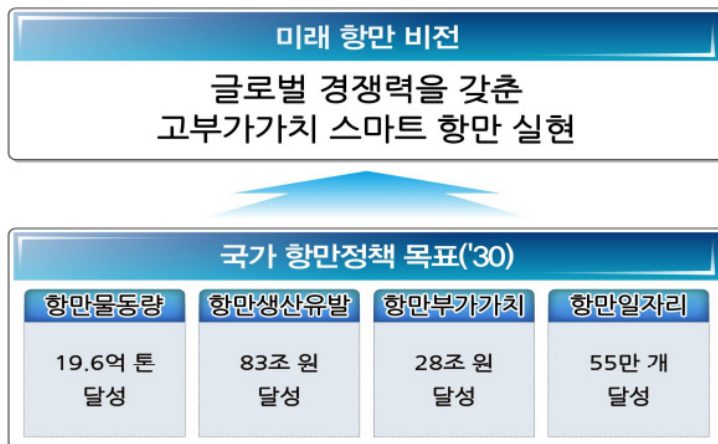 미래 항만 비전
글로벌 경쟁력을 갖춘
고부가가치 스마트 항만 실현
국가 항만정책 목표('30)
항만물동량 항만생산유발 항만부가가치 항만일자리
19.6억 톤 83조 원 28조 원 55만 개
달성 달성 달성 달성